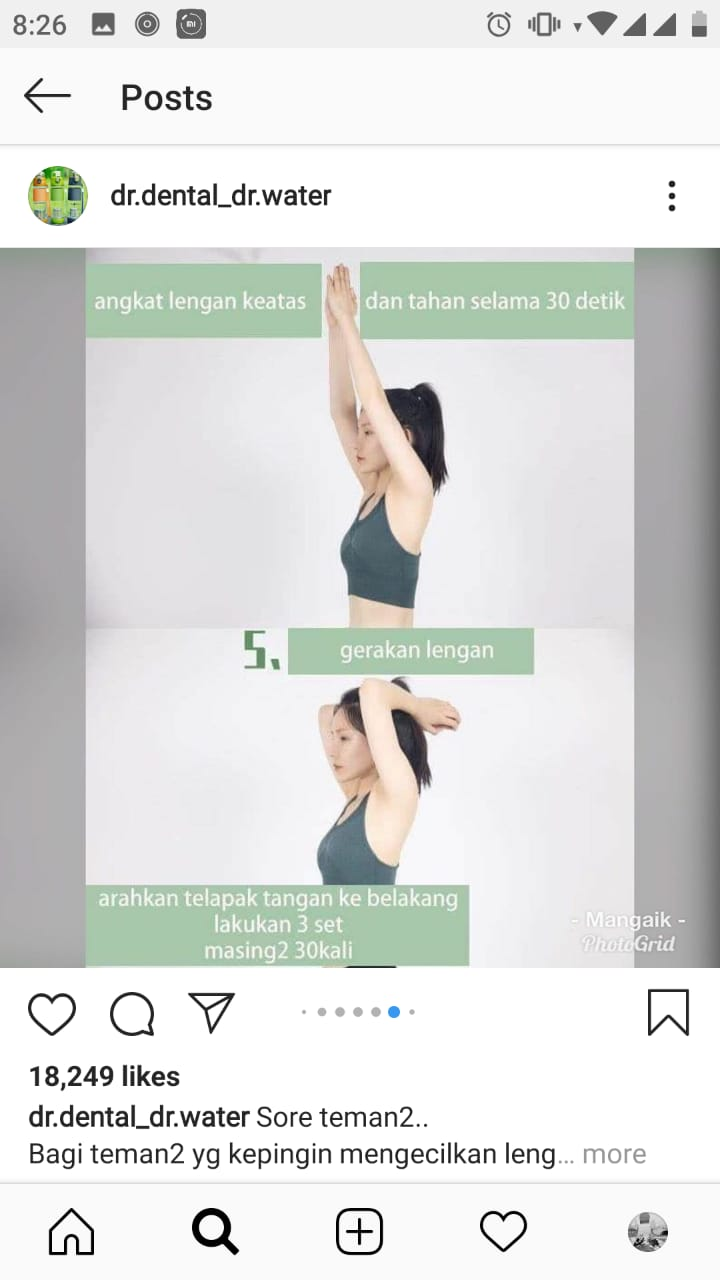 8:26
Posts
dr.dental_dr.water
angkat lengan keatas
dan tahan selama 30 detik
5、 gerakan lengan
arahkan telapak tangan ke belakang
lakukan 3 set
masing2 30kali
- Mangaik -
PhotoGrid
18,249 likes
dr.dental_dr.water Sore teman2..
Bagi teman2 yg kepingin mengecilkan leng... more